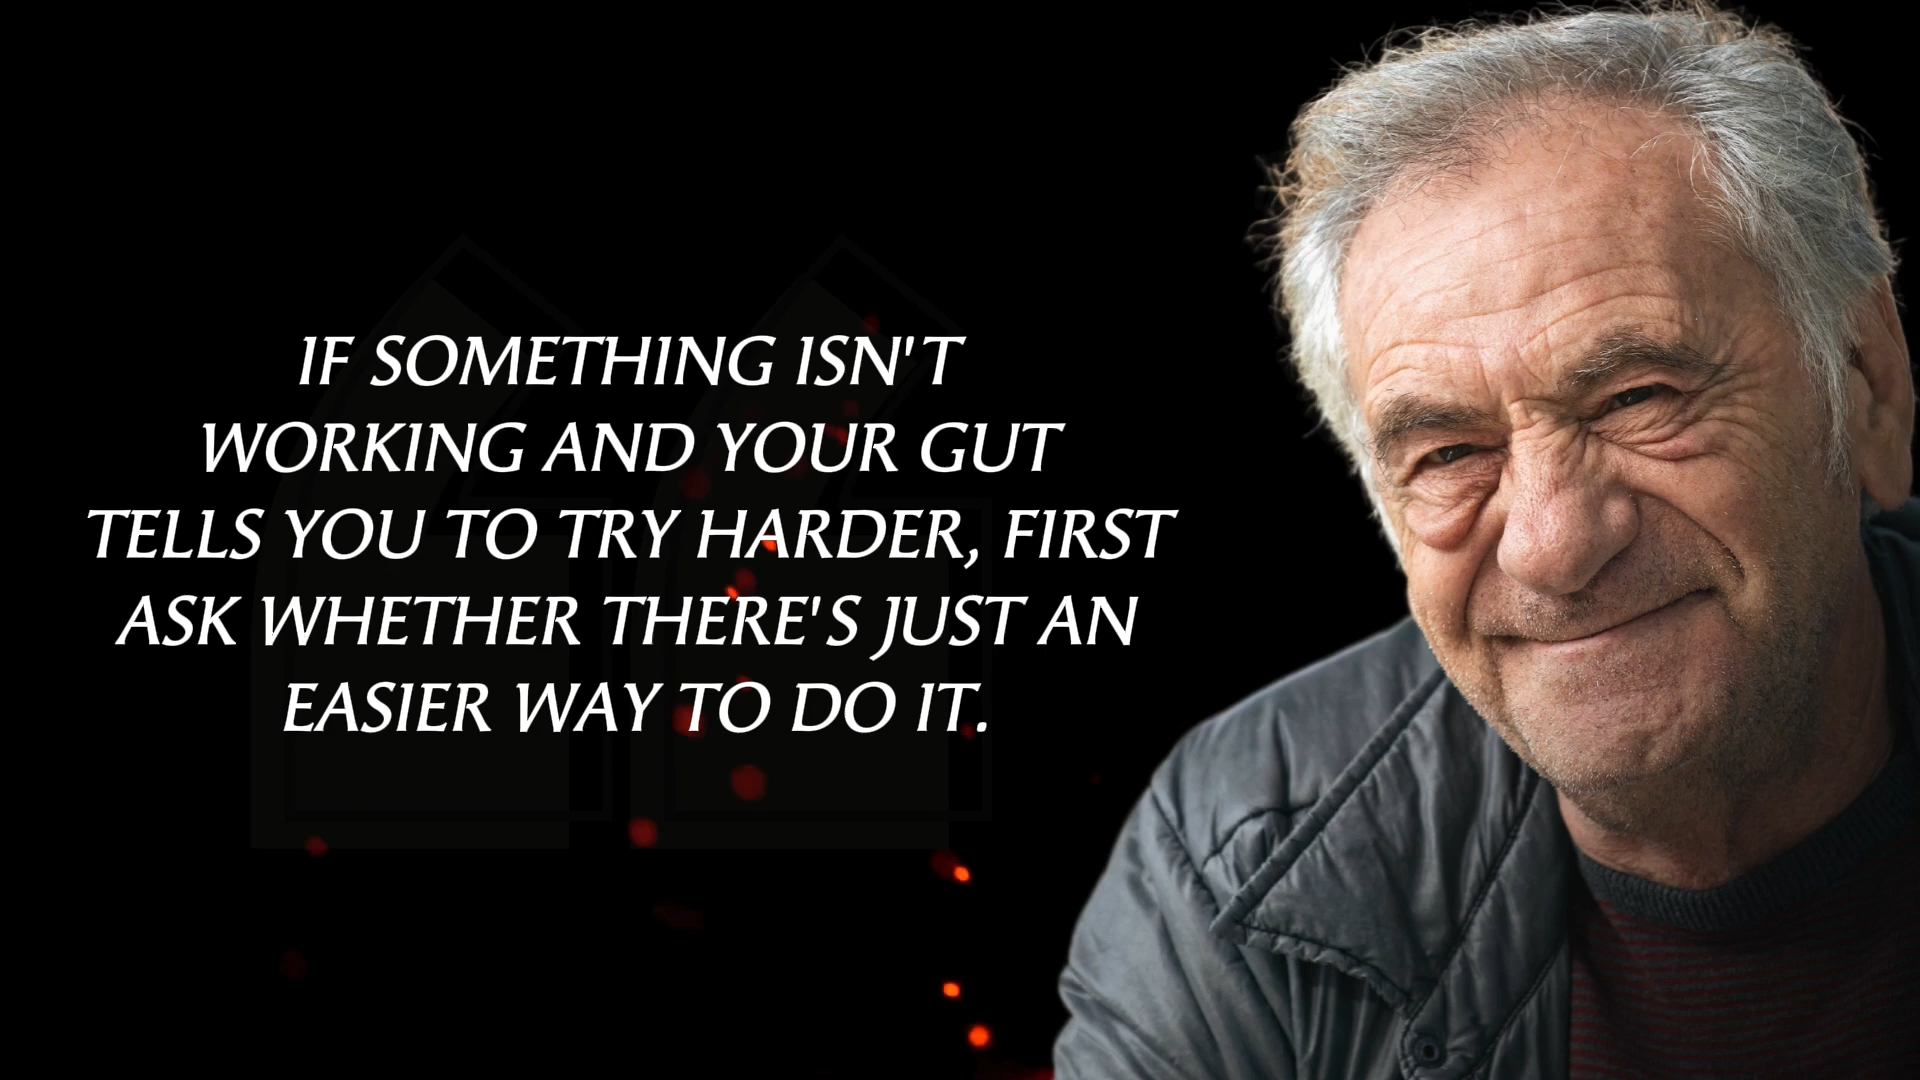 IF SOMETHING ISN'T
WORKING AND YOUR GUT
TELLS YOU TO TRY HARDER, FIRST
ASK WHETHER THERE'S JUST AN
EASIER WAY TO DO IT.